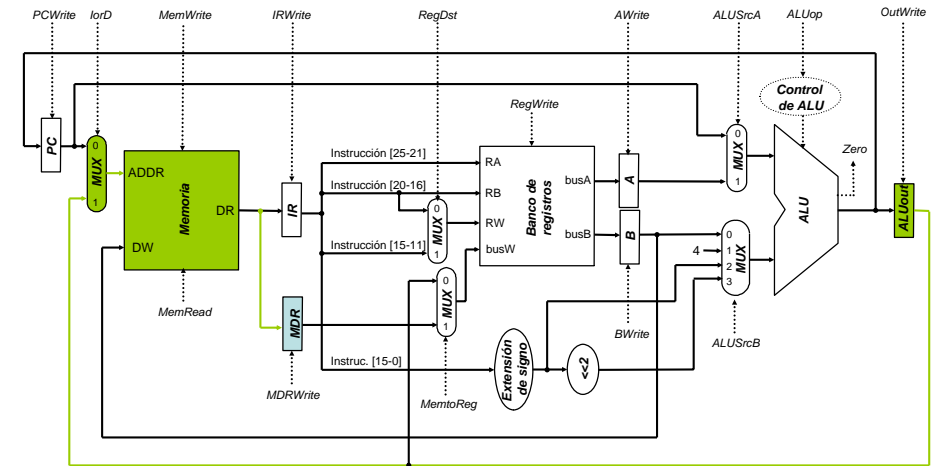 PCWrite
IorD
MemWrite
IRWrite
RegDst
AWrite
ALUSrcA
ALUop
OutWrite
Control
de ALU
RegWrite
Zero
PC
0
MUX
1
ADDR
Memoria
DR
DW
IR
Instrucción [25-21]
Instrucción [20-16]
Instrucción [15-11]
0
MUX
1
RA
RB
RW
busW
Banco de
registros
busA
busB
A
B
0
MUX
1
0
4
1
MUX
2
3
ALU
ALUout
MemRead
MDR
0
MUX
1
BWrite
ALUSrcB
Instruc. [15-0]
Extensión
de signo
<<2
MDRWrite
MemtoReg